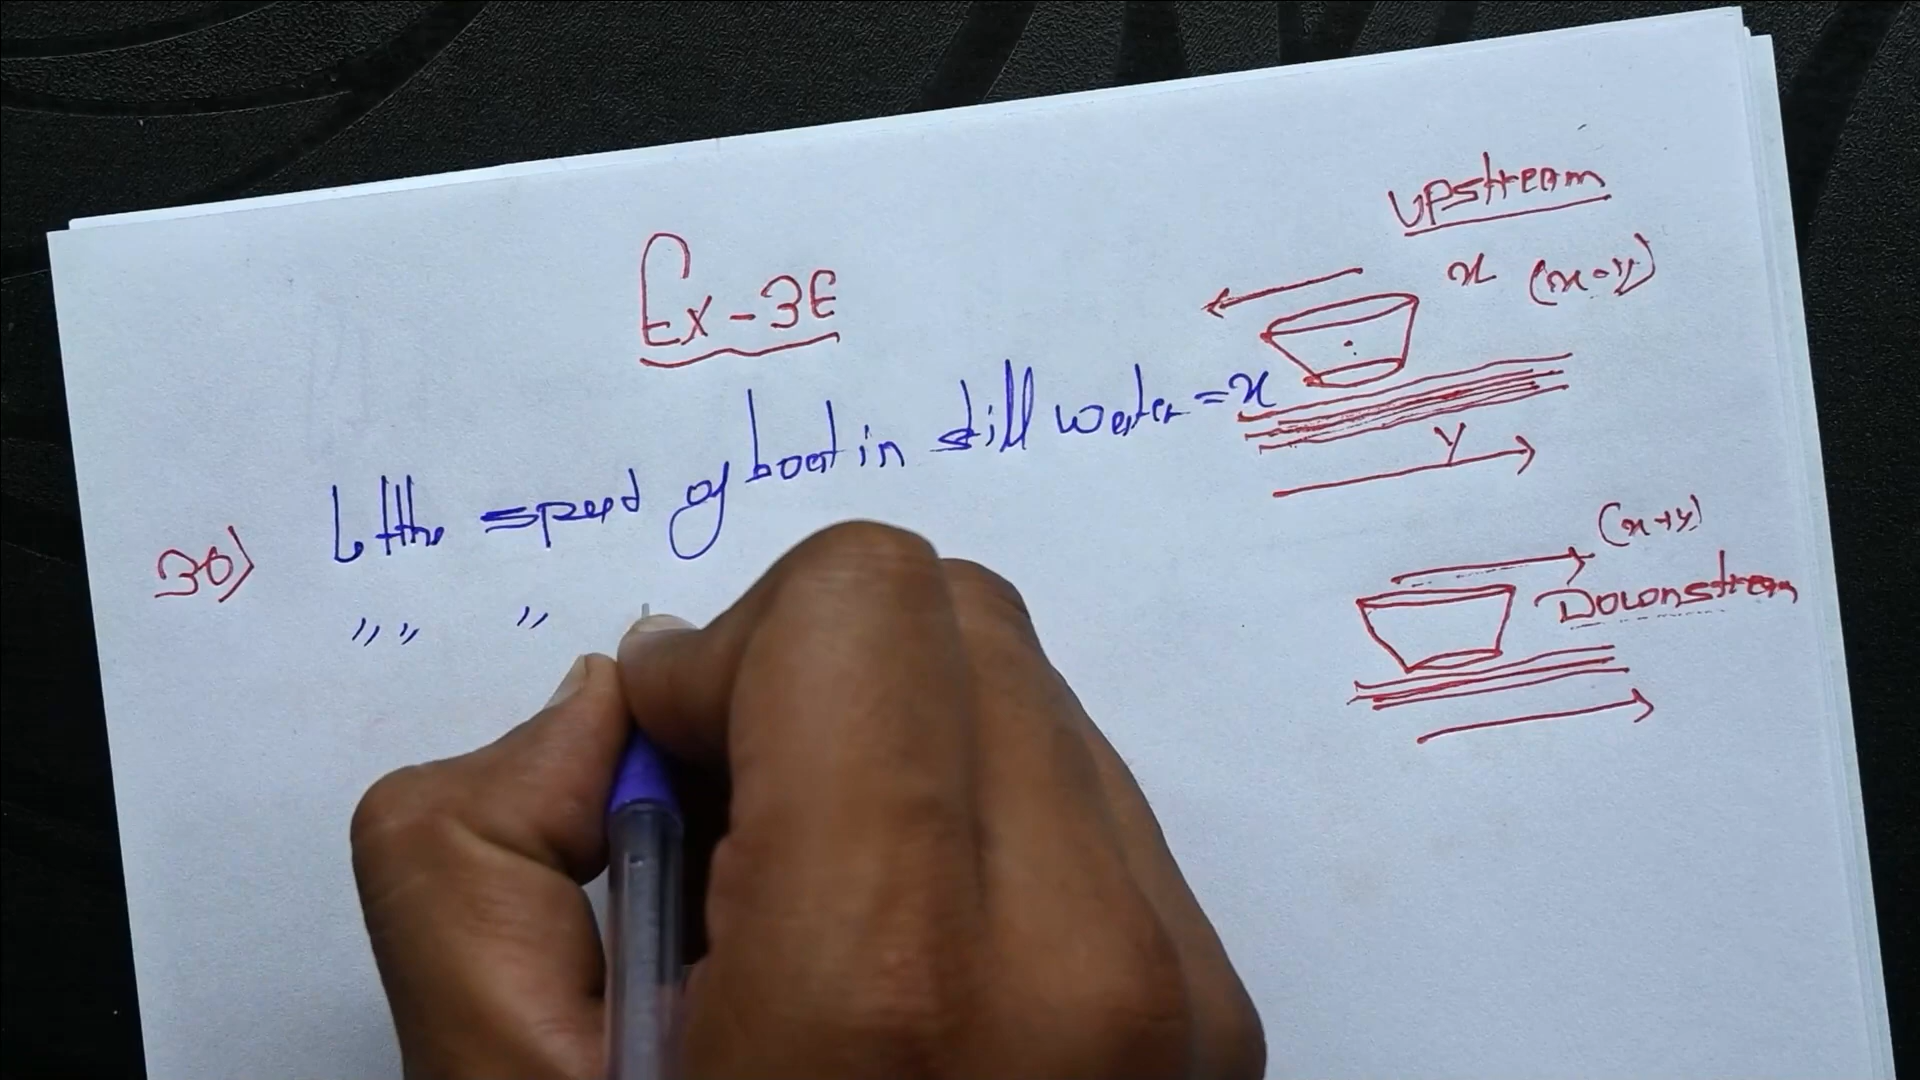 Ex-3E
30) Let the speed of boat in still water = x
,, ,, ,,
Upstream
x (x-y)
y
(x+y)
Downstream